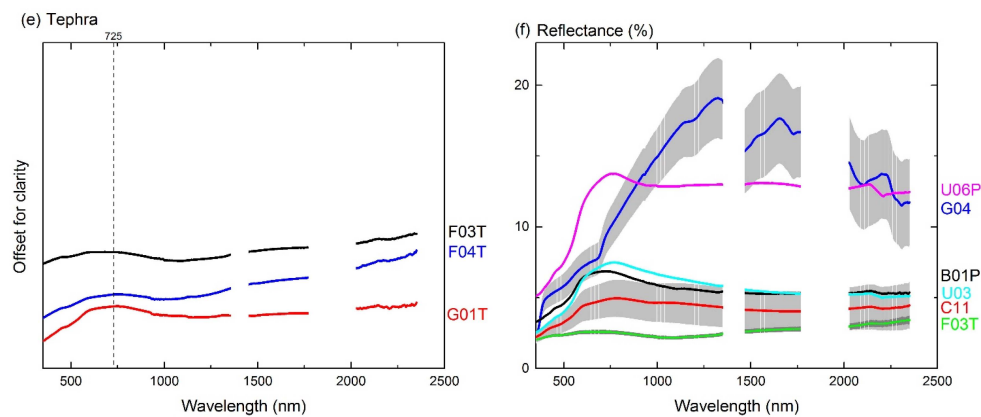 (e) Tephra
725
Offset for clarity
F03T
F04T
G01T
500
1000
1500
2000
2500
Wavelength (nm)
(f) Reflectance (%)
20
10
0
U06P
G04
B01P
U03
C11
F03T
500
1000
1500
2000
2500
Wavelength (nm)